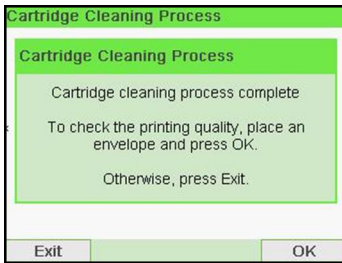 Cartridge Cleaning Process
Cartridge Cleaning Process
Cartridge cleaning process complete
To check the printing quality, place an
envelope and press OK.
Otherwise, press Exit.
Exit
OK